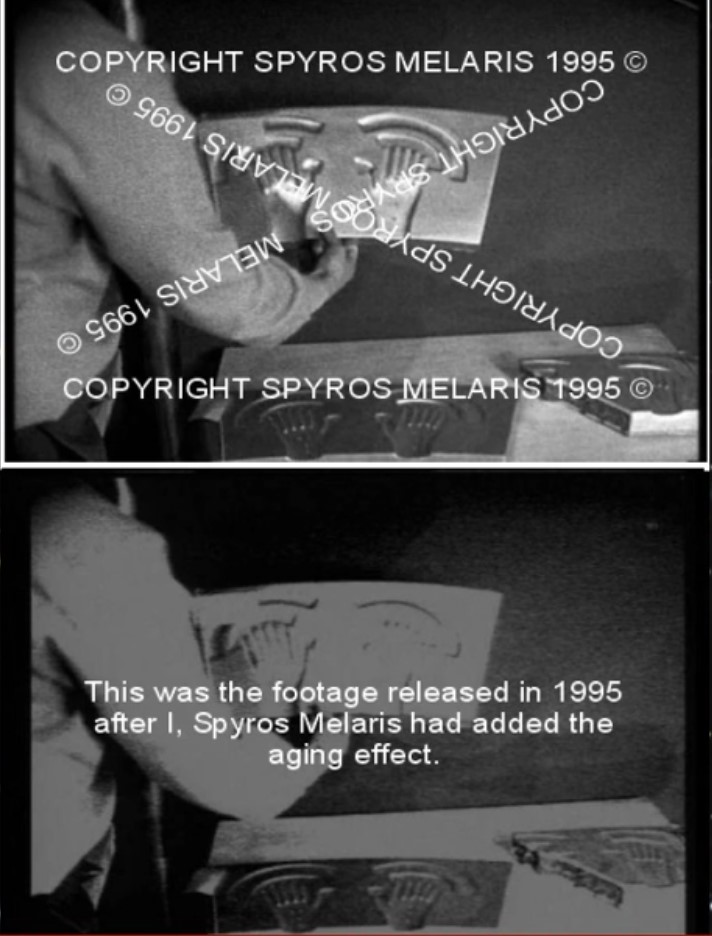 COPYRIGHT SPYROS MELARIS 1995 ©
COPYRIGHT SPYROS MELARIS 1995 ©
COPYRIGHT SPYROS MELARIS 1995 ©
COPYRIGHT SPYROS MELARIS 1995 ©
This was the footage released in 1995
after I, Spyros Melaris had added the
aging effect.